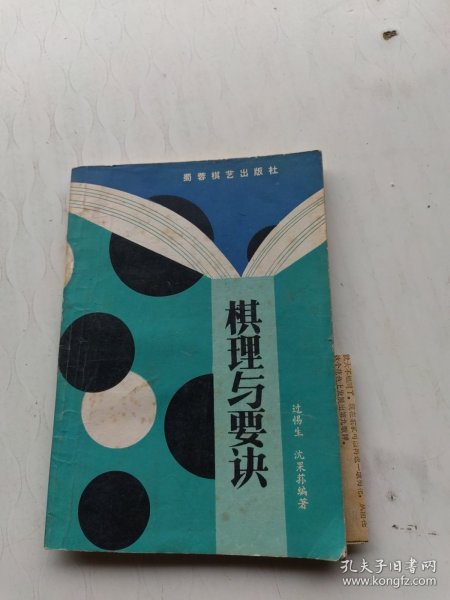 蜀蓉棋艺出版社
棋理与要诀
过惕生 沈果荪编著
孔夫子旧书网
www.kongfz.com